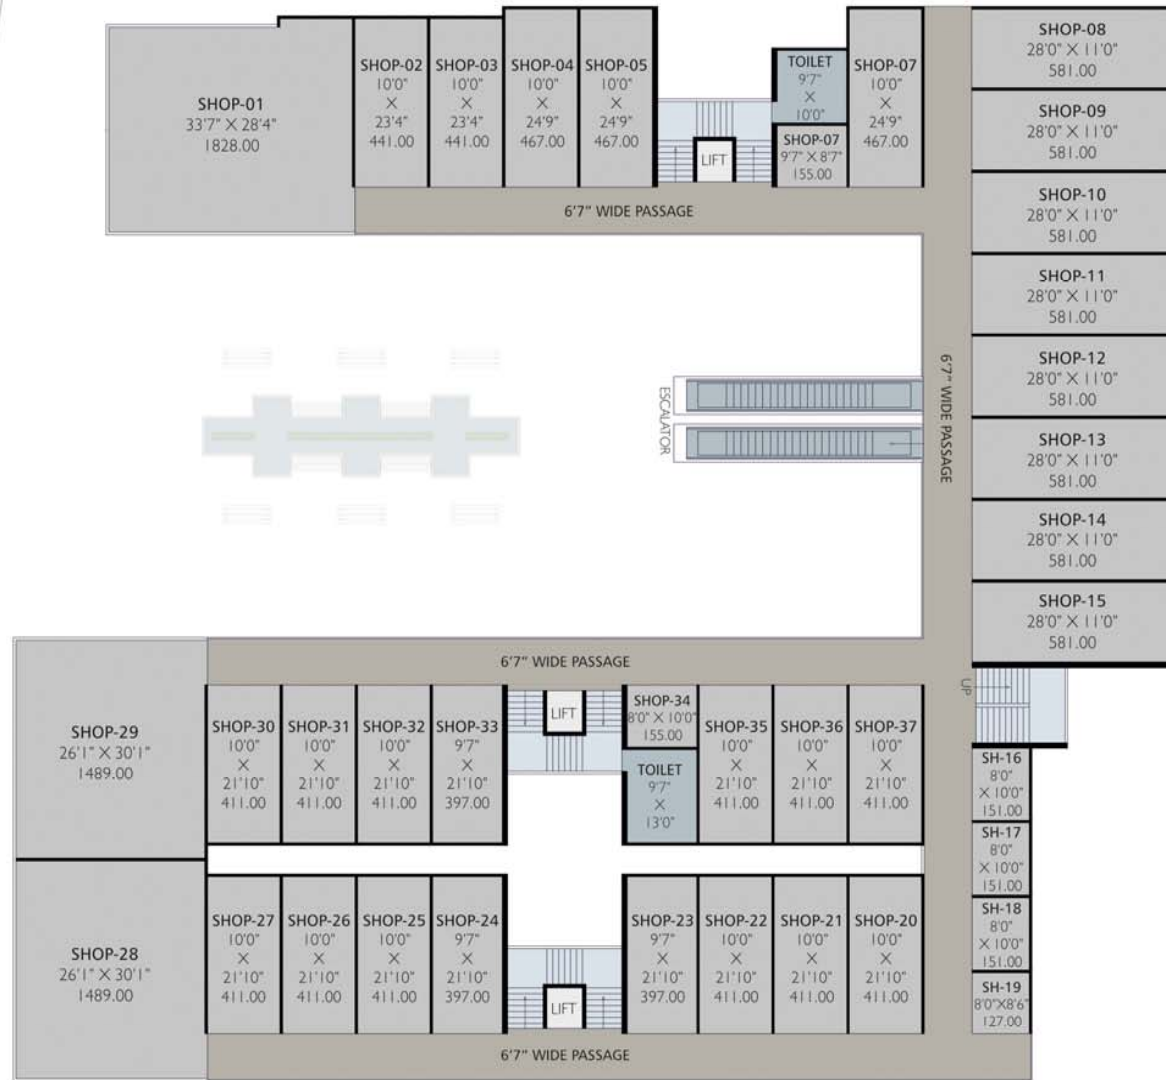 SHOP-01
33'7" X 28'4"
1828.00
SHOP-02
10'0"
X
23'4"
441.00
SHOP-03
10'0"
X
23'4"
441.00
SHOP-04
10'0"
X
24'9"
467.00
SHOP-05
10'0"
X
24'9"
467.00
LIFT
TOILET
9'7"
X
10'0"
SHOP-07
9'7" X 8'7"
155.00
SHOP-07
10'0"
X
24'9"
467.00
SHOP-08
28'0" X 11'0"
581.00
SHOP-09
28'0" X 11'0"
581.00
SHOP-10
28'0" X 11'0"
581.00
SHOP-11
28'0" X 11'0"
581.00
SHOP-12
28'0" X 11'0"
581.00
SHOP-13
28'0" X 11'0"
581.00
SHOP-14
28'0" X 11'0"
581.00
SHOP-15
28'0" X 11'0"
581.00
6'7" WIDE PASSAGE
ESCALATOR
6'7" WIDE PASSAGE
6'7" WIDE PASSAGE
UP
SHOP-29
26'1" X 30'1"
1489.00
SHOP-30
10'0"
X
21'10"
411.00
SHOP-31
10'0"
X
21'10"
411.00
SHOP-32
10'0"
X
21'10"
411.00
SHOP-33
9'7"
X
21'10"
397.00
LIFT
SHOP-34
8'0" X 10'0"
155.00
TOILET
9'7"
X
13'0"
SHOP-35
10'0"
X
21'10"
411.00
SHOP-36
10'0"
X
21'10"
411.00
SHOP-37
10'0"
X
21'10"
411.00
SH-16
8'0"
X 10'0"
151.00
SH-17
8'0"
X 10'0"
151.00
SH-18
8'0"
X 10'0"
151.00
SH-19
8'0"X8'6"
127.00
SHOP-28
26'1" X 30'1"
1489.00
SHOP-27
10'0"
X
21'10"
411.00
SHOP-26
10'0"
X
21'10"
411.00
SHOP-25
10'0"
X
21'10"
411.00
SHOP-24
9'7"
X
21'10"
397.00
LIFT
SHOP-23
9'7"
X
21'10"
397.00
SHOP-22
10'0"
X
21'10"
411.00
SHOP-21
10'0"
X
21'10"
411.00
SHOP-20
10'0"
X
21'10"
411.00
6'7" WIDE PASSAGE